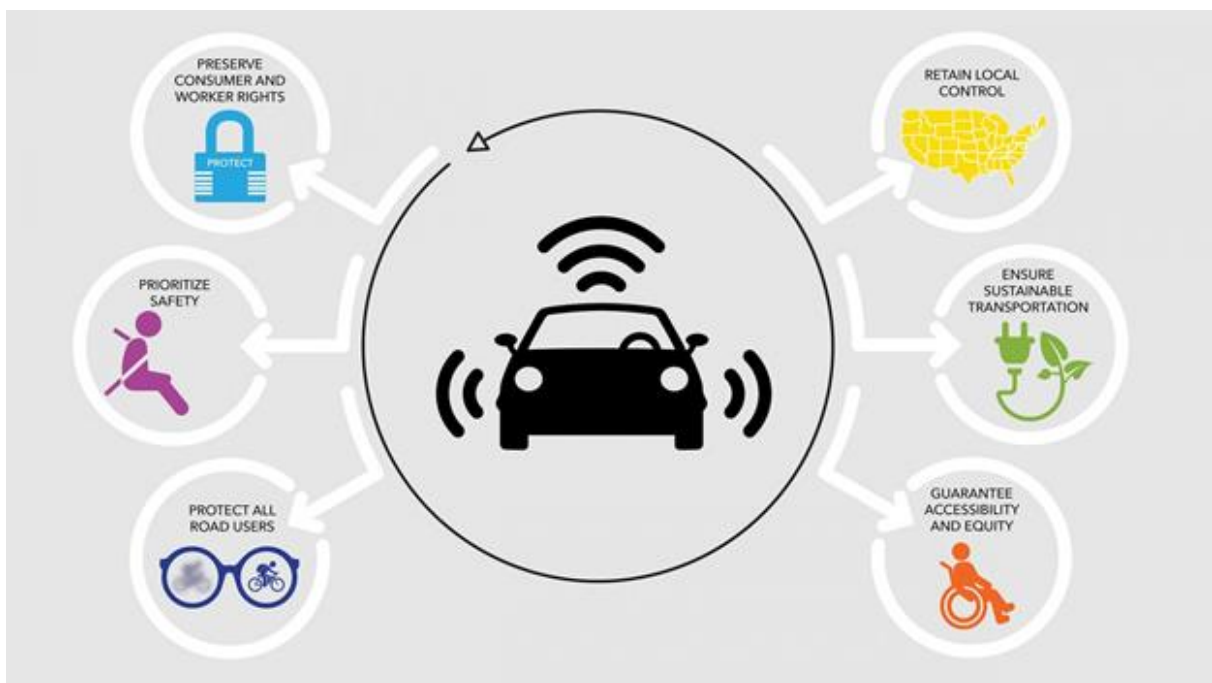 PRESERVE
CONSUMER AND
WORKER RIGHTS
PROTECT
PRIORITIZE
SAFETY
PROTECT ALL
ROAD USERS
RETAIN LOCAL
CONTROL
ENSURE
SUSTAINABLE
TRANSPORTATION
GUARANTEE
ACCESSIBILITY
AND EQUITY